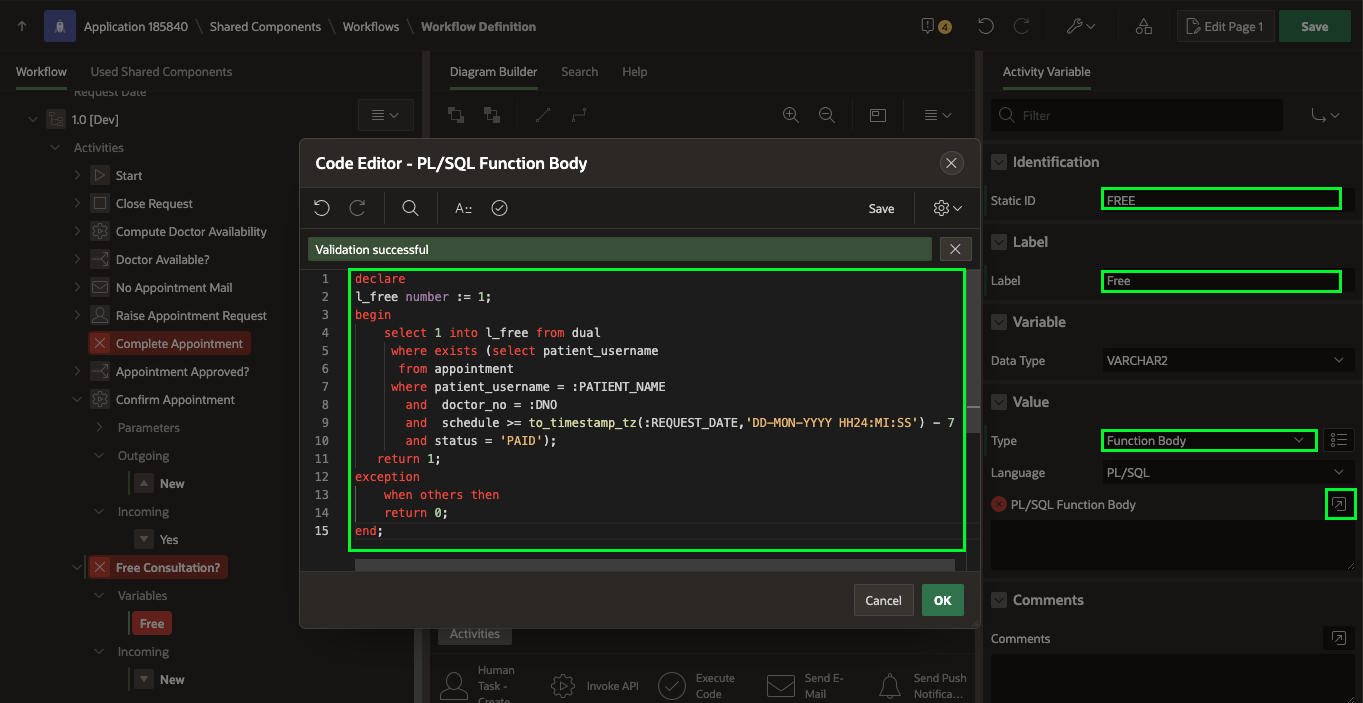 Application 185840 \ Shared Components \ Workflows \ Workflow Definition
4
Edit Page 1
Save
Workflow
Used Shared Components
Request Date
1.0 [Dev]
Activities
Start
Close Request
Compute Doctor Availability
Doctor Available?
No Appointment Mail
Raise Appointment Request
Complete Appointment
Appointment Approved?
Confirm Appointment
Parameters
Outgoing
New
Incoming
Yes
Free Consultation?
Variables
Free
Incoming
New
Diagram Builder
Search
Help
Code Editor - PL/SQL Function Body
Save
Validation successful
1 declare
2 l_free number := 1;
3 begin
4 select 1 into l_free from dual
5 where exists (select patient_username
6 from appointment
7 where patient_username = :PATIENT_NAME
8 and doctor_no = :DNO
9 and schedule >= to_timestamp_tz(:REQUEST_DATE,'DD-MON-YYYY HH24:MI:SS') - 7
10 and status = 'PAID');
11 return 1;
12 exception
13 when others then
14 return 0;
15 end;
Cancel
OK
Activities
Human
Task -
Create
Invoke API
Execute
Code
Send E-
Mail
Send Push
Notifica...
Activity Variable
Filter
Identification
Static ID
FREE
Label
Label
Free
Variable
Data Type
VARCHAR2
Value
Type
Function Body
Language
PL/SQL
PL/SQL Function Body
Comments
Comments